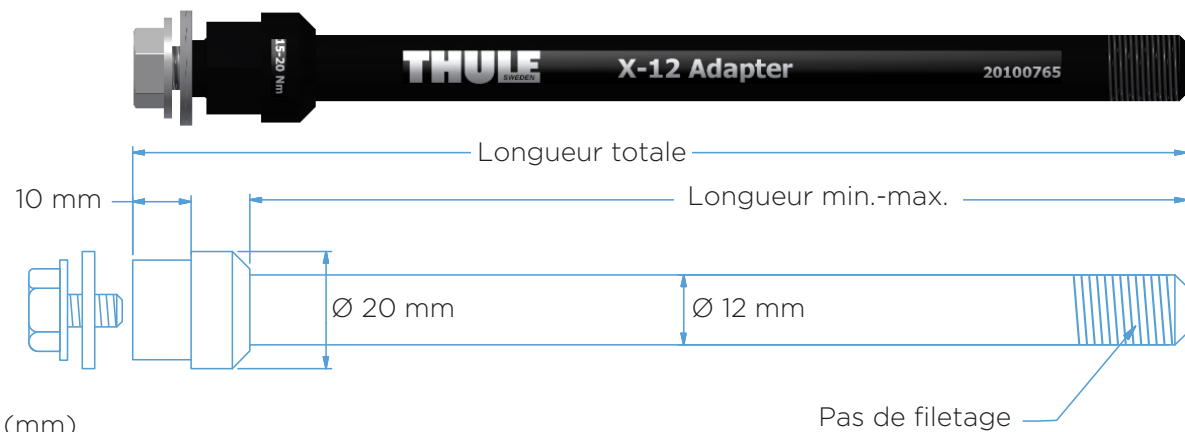 15-20 Nm
THULE
SWEDEN
X-12 Adapter
20100765
Longueur totale
10 mm
Longueur min.-max.
Ø 20 mm
Ø 12 mm
Pas de filetage
(mm)